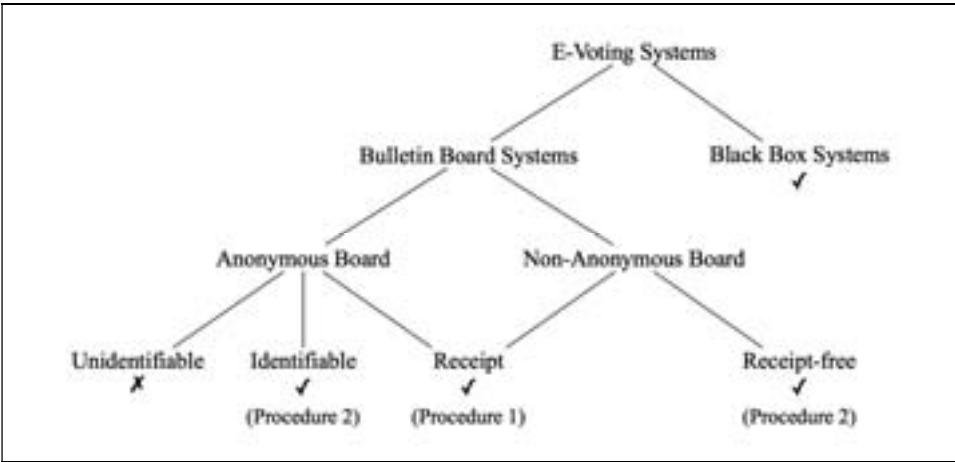 E-Voting Systems
Bulletin Board Systems Black Box Systems
✓
Anonymous Board Non-Anonymous Board
Unidentifiable Identifiable Receipt Receipt-free
✗ ✓ ✓ ✓
(Procedure 2) (Procedure 1) (Procedure 2)